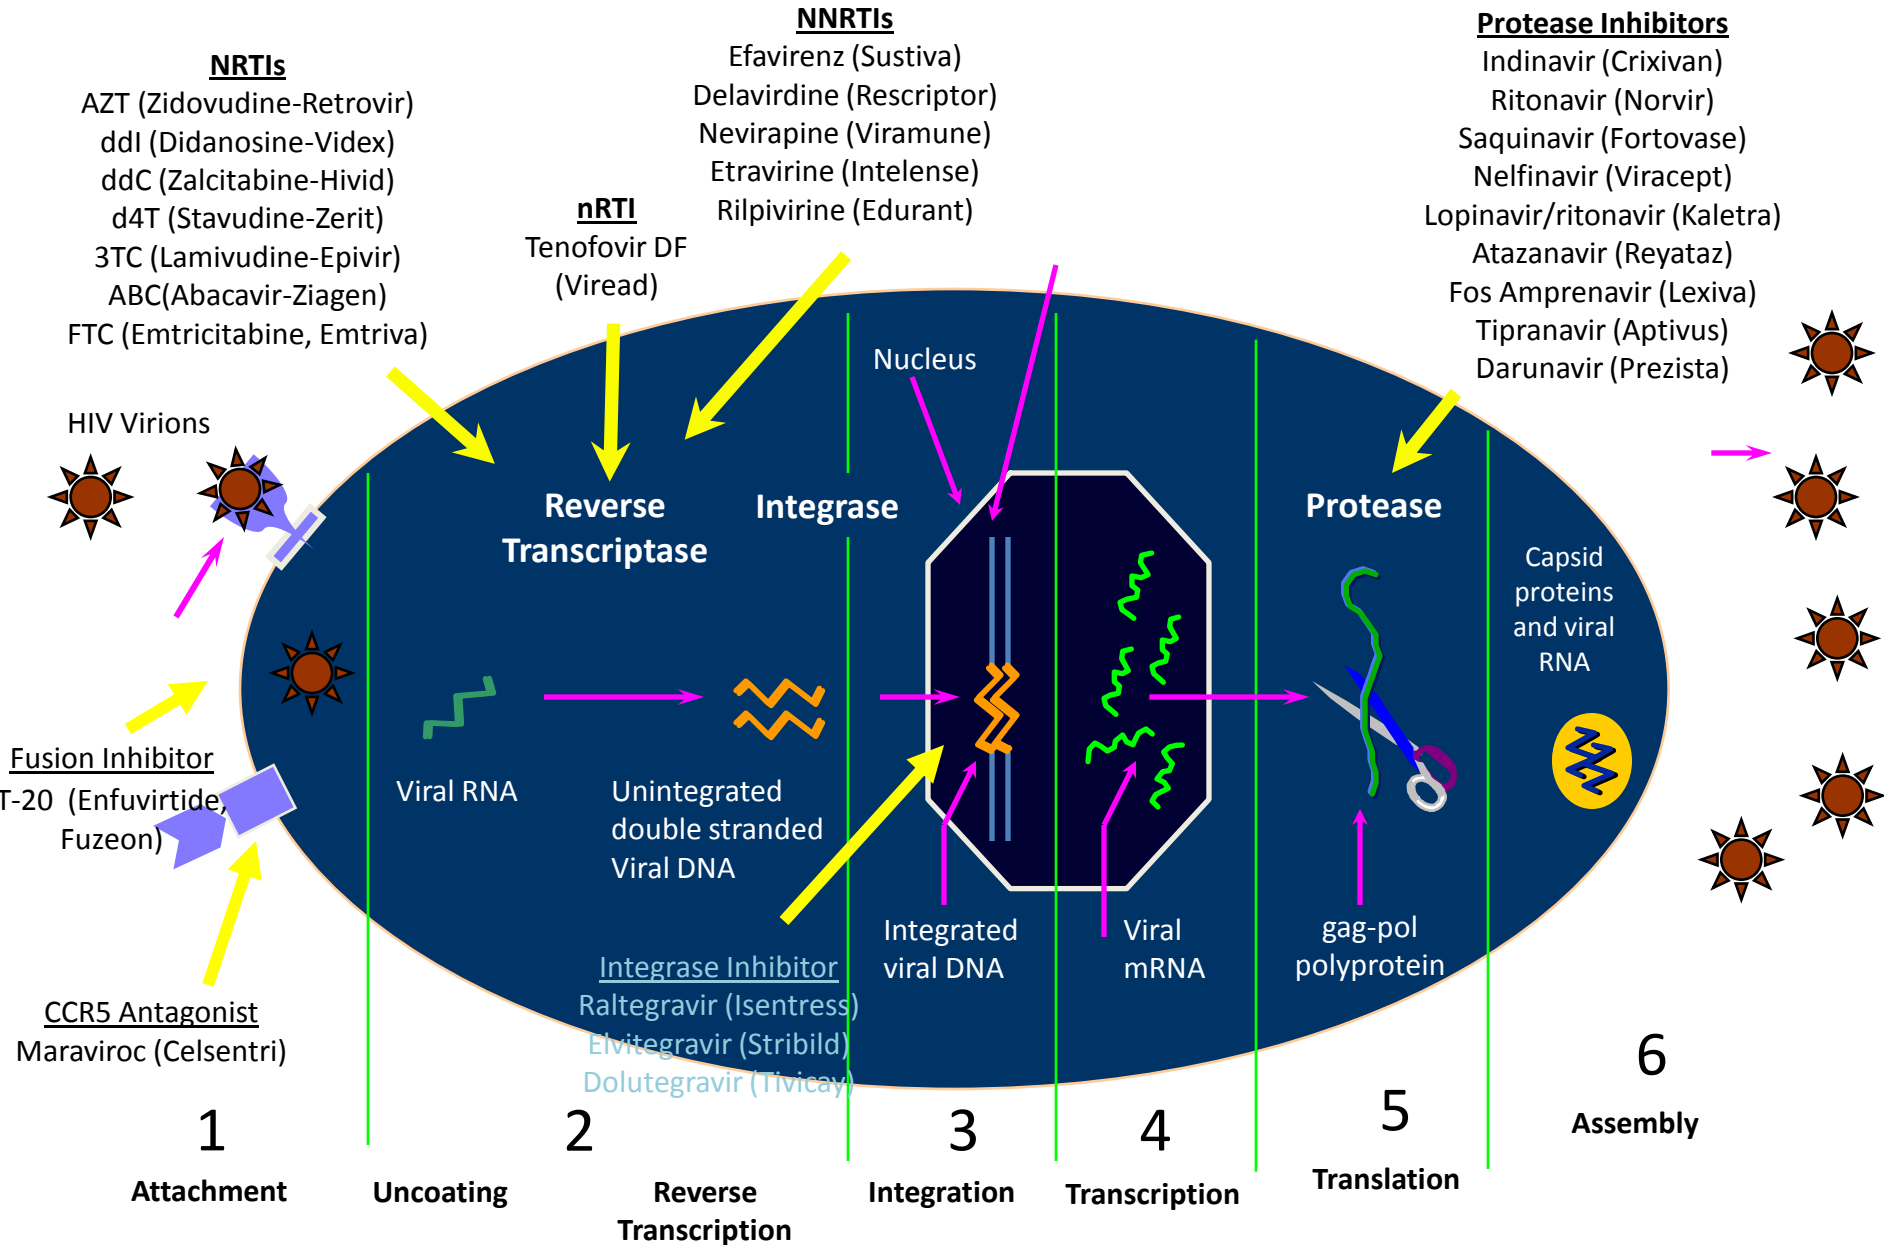 NRTIs
AZT (Zidovudine-Retrovir)
ddI (Didanosine-Videx)
ddC (Zalcitabine-Hivid)
d4T (Stavudine-Zerit)
3TC (Lamivudine-Epivir)
ABC(Abacavir-Ziagen)
FTC (Emtricitabine, Emtriva)
nRTI
Tenofovir DF
(Viread)
NNRTIs
Efavirenz (Sustiva)
Delavirdine (Rescriptor)
Nevirapine (Viramune)
Etravirine (Intelense)
Rilpivirine (Edurant)
Protease Inhibitors
Indinavir (Crixivan)
Ritonavir (Norvir)
Saquinavir (Fortovase)
Nelfinavir (Viracept)
Lopinavir/ritonavir (Kaletra)
Atazanavir (Reyataz)
Fos Amprenavir (Lexiva)
Tipranavir (Aptivus)
Darunavir (Prezista)
HIV Virions
Nucleus
Reverse
Transcriptase
Integrase
Protease
Capsid
proteins
and viral
RNA
Fusion Inhibitor
T-20 (Enfuvirtide,
Fuzeon)
Viral RNA
Unintegrated
double stranded
Viral DNA
Integrated
viral DNA
Viral
mRNA
gag-pol
polyprotein
Integrase Inhibitor
Raltegravir (Isentress)
Elvitegravir (Stribild)
Dolutegravir (Tivicay)
CCR5 Antagonist
Maraviroc (Celsentri)
1
Attachment
2
Uncoating
Reverse
Transcription
3
Integration
4
Transcription
5
Translation
6
Assembly